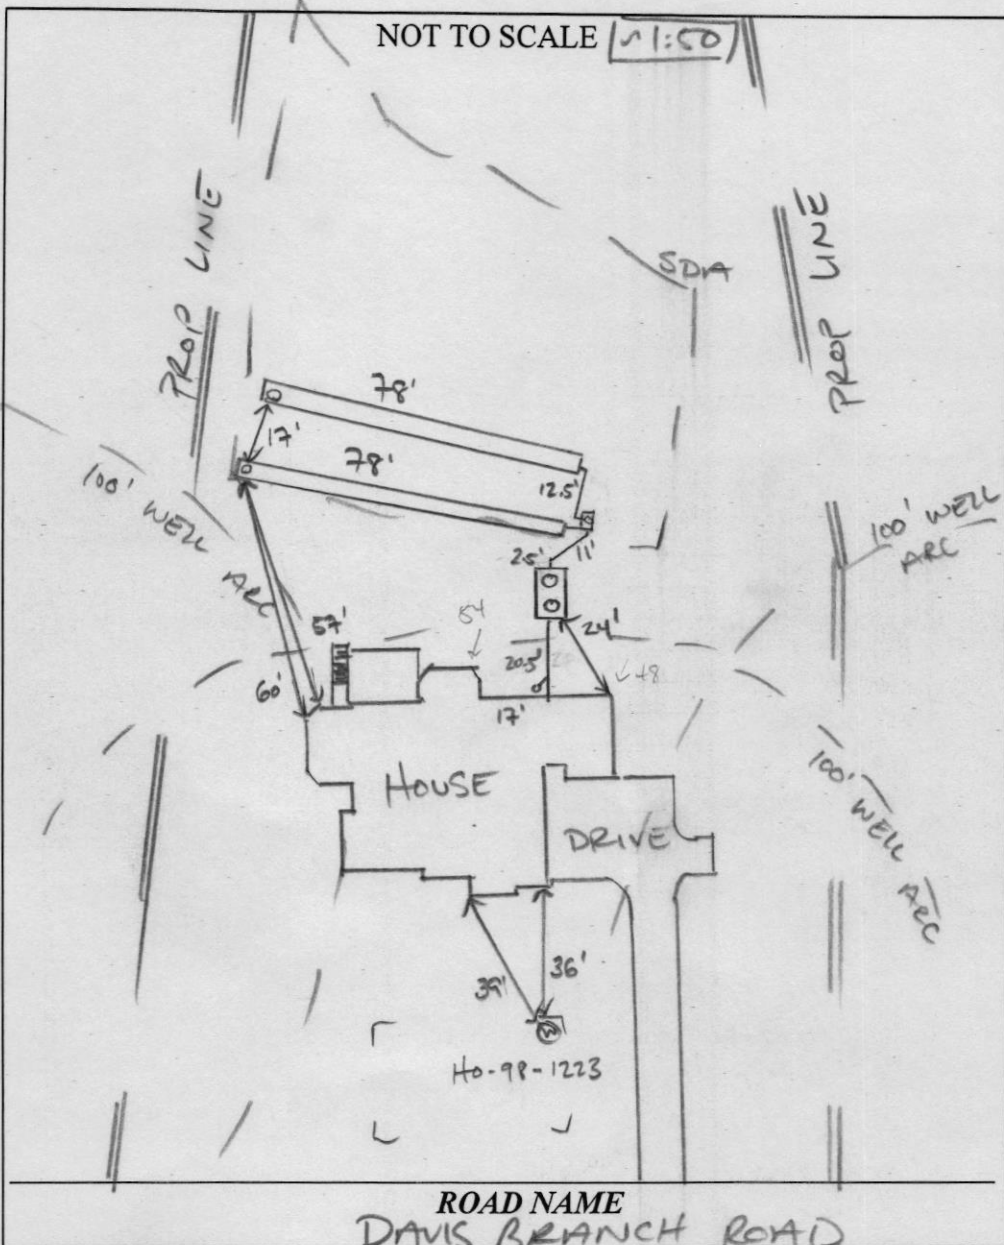 NOT TO SCALE ~1:50
PROP LINE
PROP LINE
SDA
78'
17'
78'
12.5'
100' WELL
ARC
100' WELL
ARC
2.5'
11'
57'
54
24'
20.5'
48
60'
17'
HOUSE
DRIVE
100' WELL ARC
39'
36'
W
HO-98-1223
ROAD NAME
DAVIS BRANCH ROAD